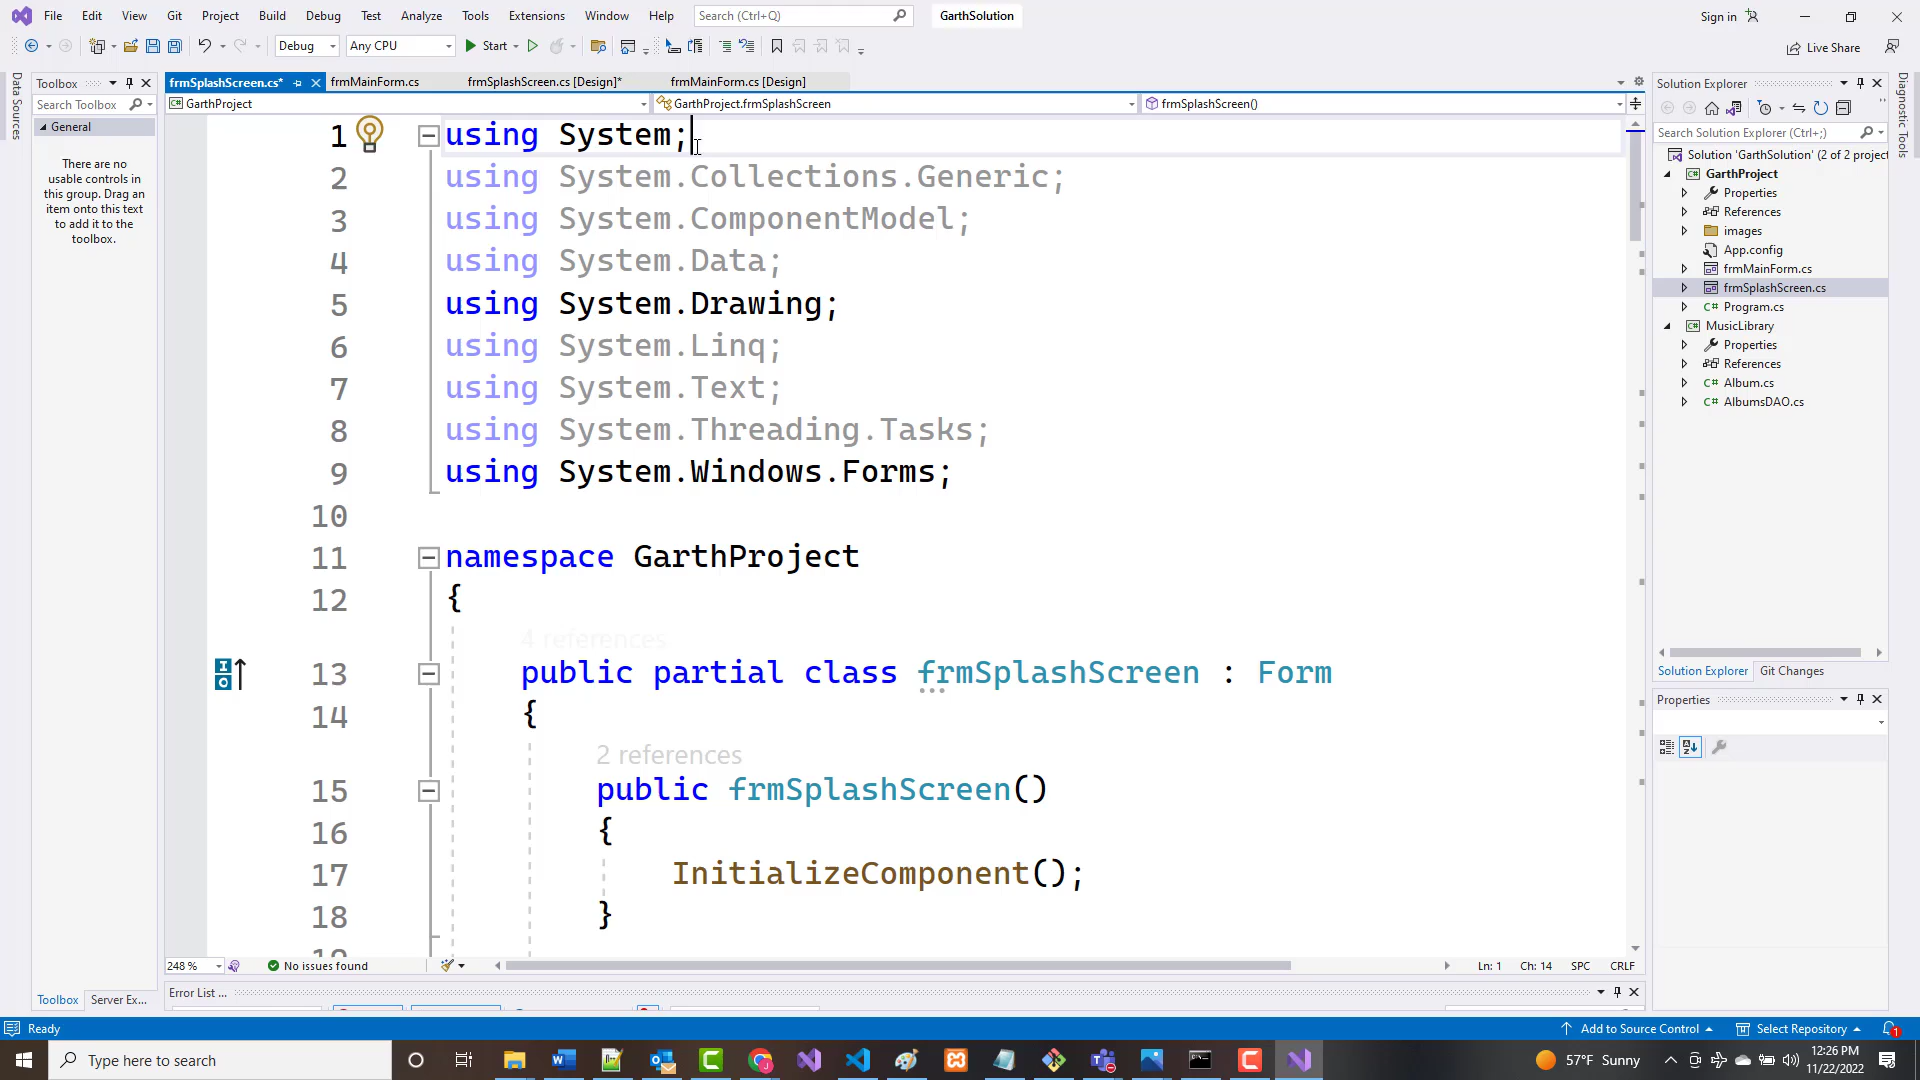 File Edit View Git Project Build Debug Test Analyze Tools Extensions Window Help Search (Ctrl+Q) GarthSolution Sign in
Debug Any CPU Start Live Share
Data Sources
Toolbox
Search Toolbox
General
There are no
usable controls in
this group. Drag an
item onto this text
to add it to the
toolbox.
Toolbox Server Ex...
frmSplashScreen.cs* frmMainForm.cs frmSplashScreen.cs [Design]* frmMainForm.cs [Design]
GarthProject GarthProject.frmSplashScreen frmSplashScreen()
1 using System;
2 using System.Collections.Generic;
3 using System.ComponentModel;
4 using System.Data;
5 using System.Drawing;
6 using System.Linq;
7 using System.Text;
8 using System.Threading.Tasks;
9 using System.Windows.Forms;
10
11 namespace GarthProject
12 {
4 references
13 public partial class frmSplashScreen : Form
14 {
2 references
15 public frmSplashScreen()
16 {
17 InitializeComponent();
18 }
248 % No issues found Ln: 1 Ch: 14 SPC CRLF
Error List ...
Solution Explorer
Search Solution Explorer (Ctrl+;)
Solution 'GarthSolution' (2 of 2 project
GarthProject
Properties
References
images
App.config
frmMainForm.cs
frmSplashScreen.cs
C# Program.cs
MusicLibrary
Properties
References
C# Album.cs
C# AlbumsDAO.cs
Solution Explorer Git Changes
Properties
Diagnostic Tools
Ready Add to Source Control Select Repository 1
Type here to search 57°F Sunny 12:26 PM
11/22/2022